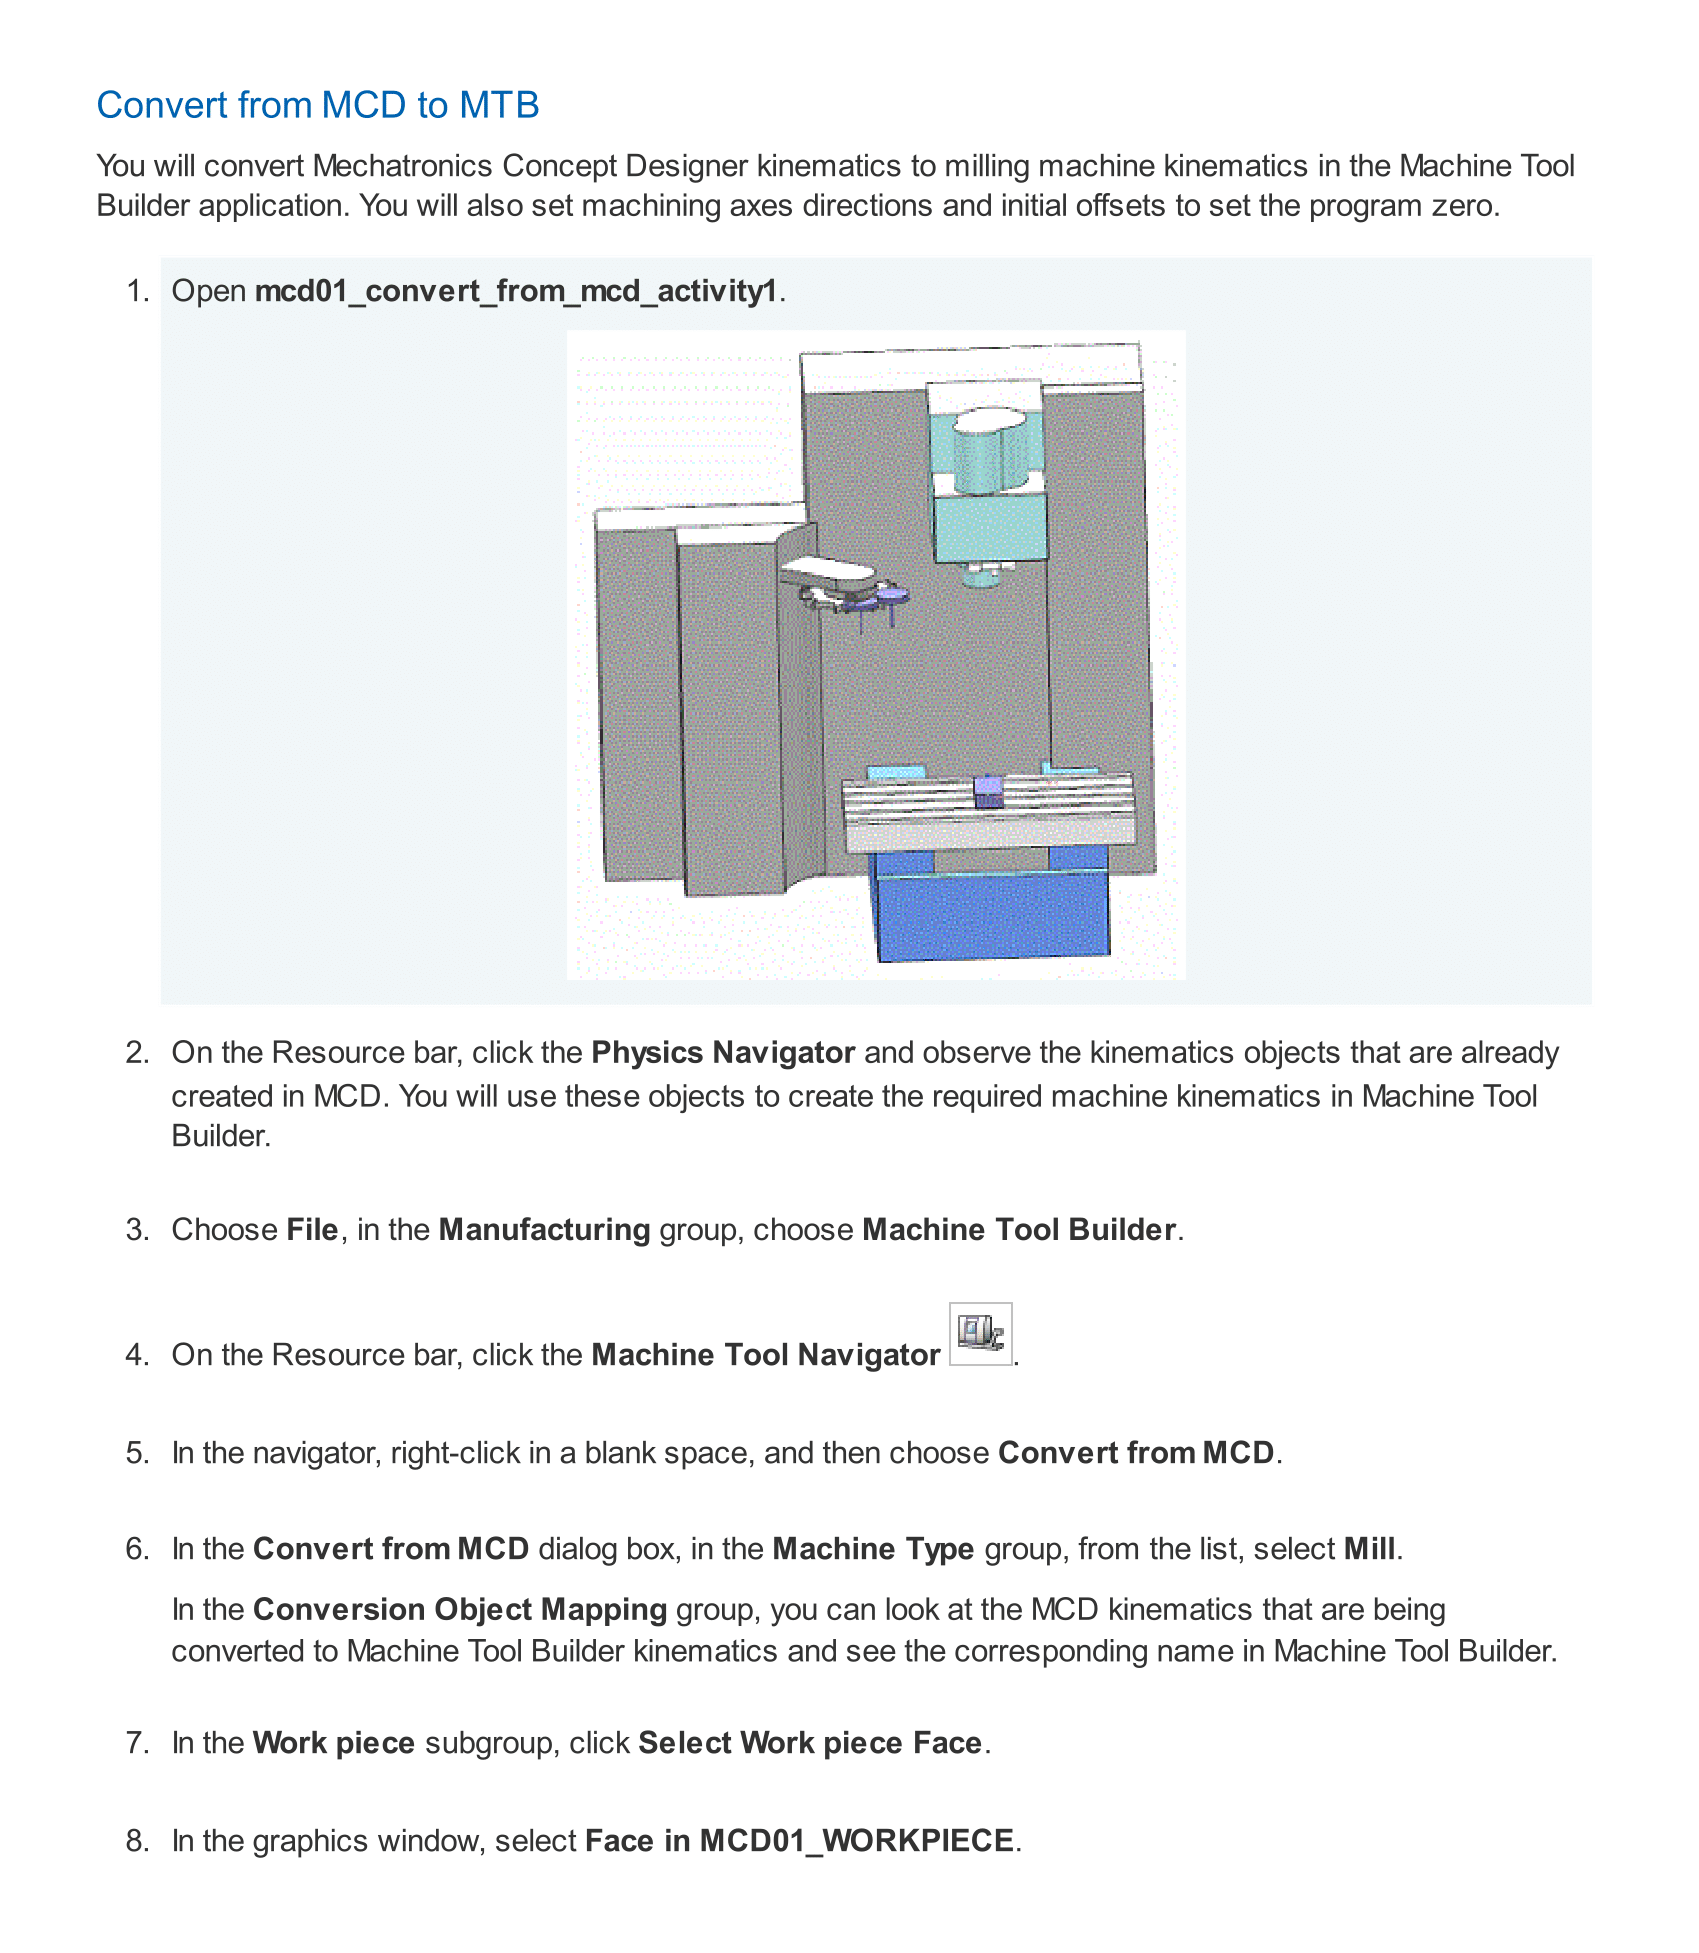 Convert from MCD to MTB
You will convert Mechatronics Concept Designer kinematics to milling machine kinematics in the Machine Tool
Builder application. You will also set machining axes directions and initial offsets to set the program zero.
1. Open mcd01_convert_from_mcd_activity1.
2. On the Resource bar, click the Physics Navigator and observe the kinematics objects that are already
created in MCD. You will use these objects to create the required machine kinematics in Machine Tool
Builder.
3. Choose File, in the Manufacturing group, choose Machine Tool Builder.
4. On the Resource bar, click the Machine Tool Navigator .
5. In the navigator, right-click in a blank space, and then choose Convert from MCD.
6. In the Convert from MCD dialog box, in the Machine Type group, from the list, select Mill.
In the Conversion Object Mapping group, you can look at the MCD kinematics that are being
converted to Machine Tool Builder kinematics and see the corresponding name in Machine Tool Builder.
7. In the Work piece subgroup, click Select Work piece Face.
8. In the graphics window, select Face in MCD01_WORKPIECE.